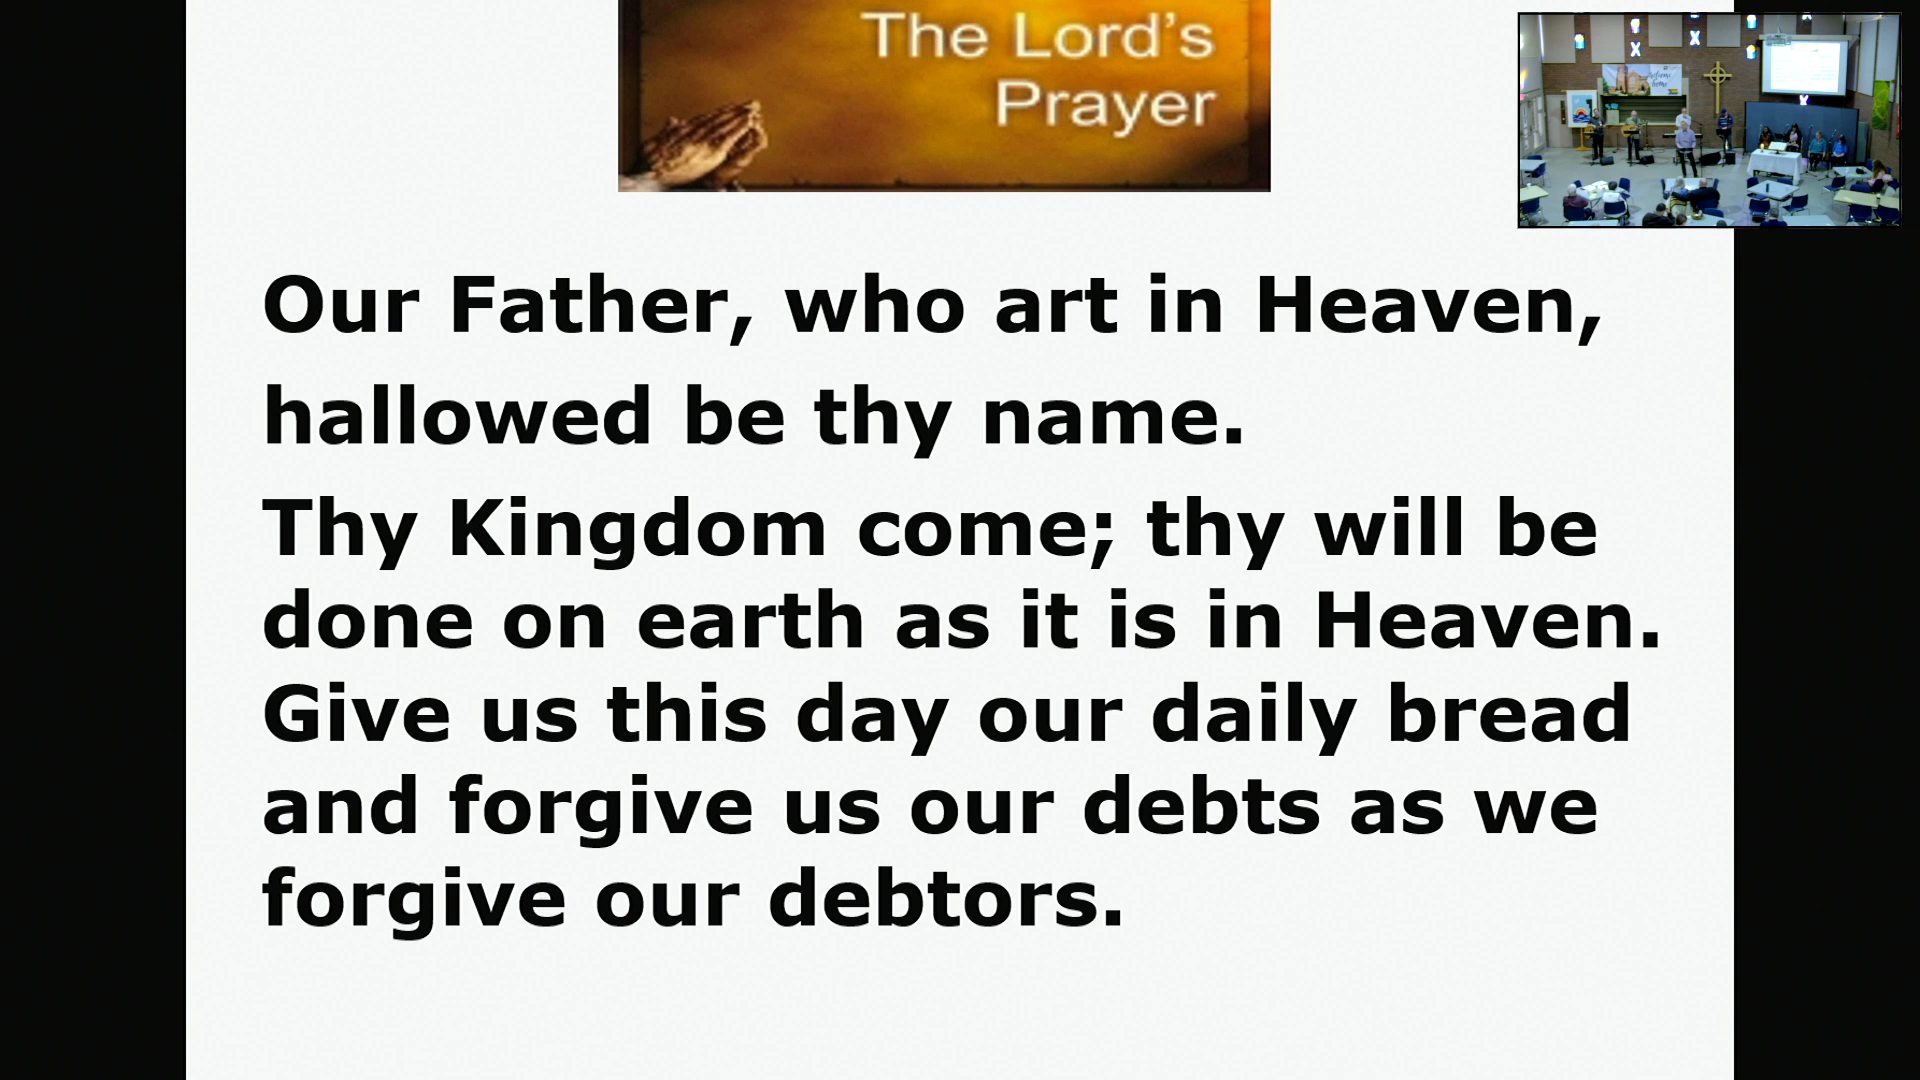 The Lord’s
Prayer
Our Father, who art in Heaven,
hallowed be thy name.
Thy Kingdom come; thy will be
done on earth as it is in Heaven.
Give us this day our daily bread
and forgive us our debts as we
forgive our debtors.